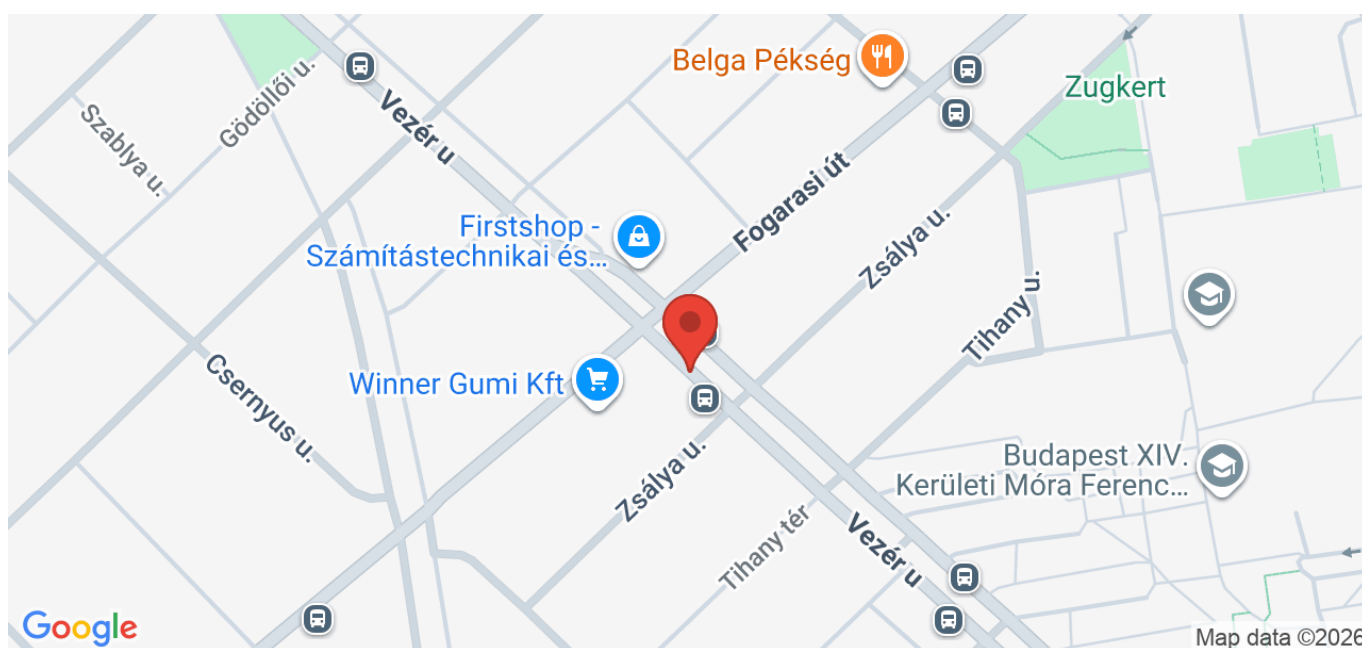 Belga Pékség
Zugkert
Gödöllői u.
Vezér u
Szablya u.
Fogarasi út
Firstshop -
Számítástechnikai és...
Zsálya u.
Tihany u.
Csernyus u.
Winner Gumi Kft
Zsálya u.
Budapest XIV.
Kerületi Móra Ferenc...
Tihany tér
Vezér u
Google
Map data ©2026